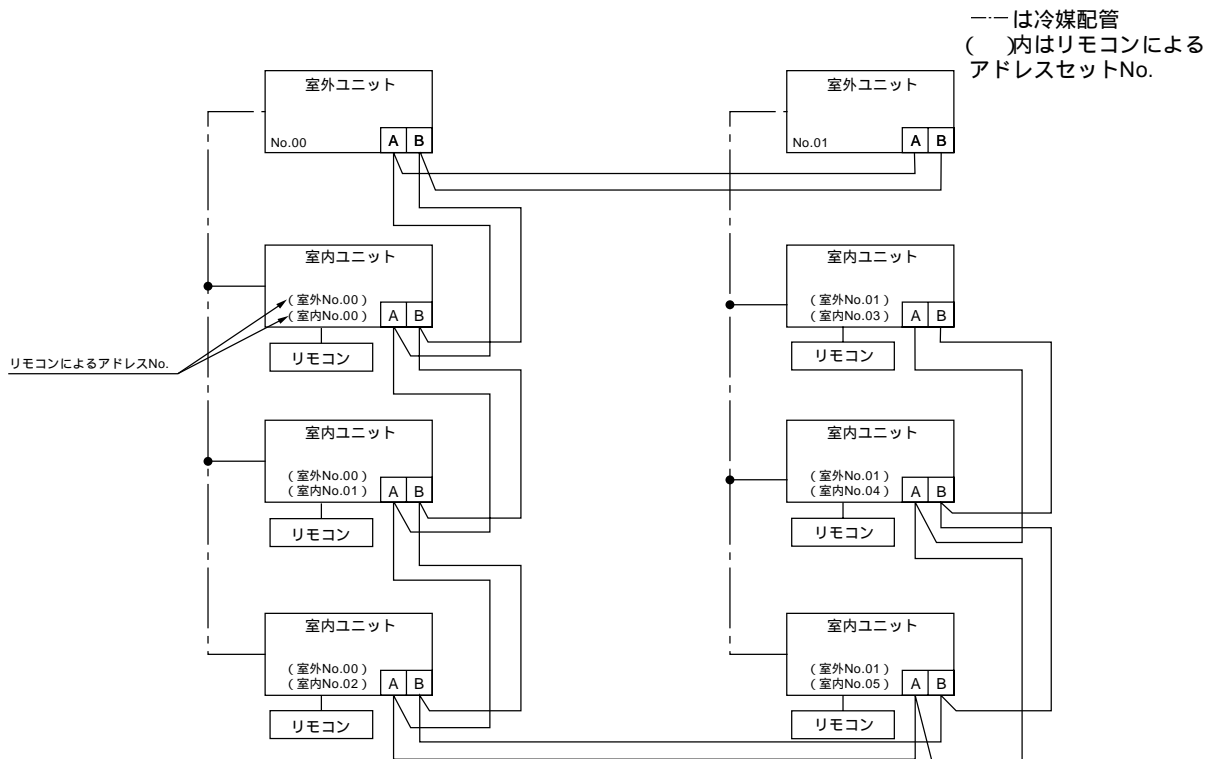 一·一は冷媒配管
(　)内はリモコンによる
アドレスセットNo.
室外ユニット
No.00
A B
室外ユニット
No.01
A B
室内ユニット
(室外No.00)
(室内No.00)
A B
リモコン
リモコンによるアドレスNo.
室内ユニット
(室外No.01)
(室内No.03)
A B
リモコン
室内ユニット
(室外No.00)
(室内No.01)
A B
リモコン
室内ユニット
(室外No.01)
(室内No.04)
A B
リモコン
室内ユニット
(室外No.00)
(室内No.02)
A B
リモコン
室内ユニット
(室外No.01)
(室内No.05)
A B
リモコン